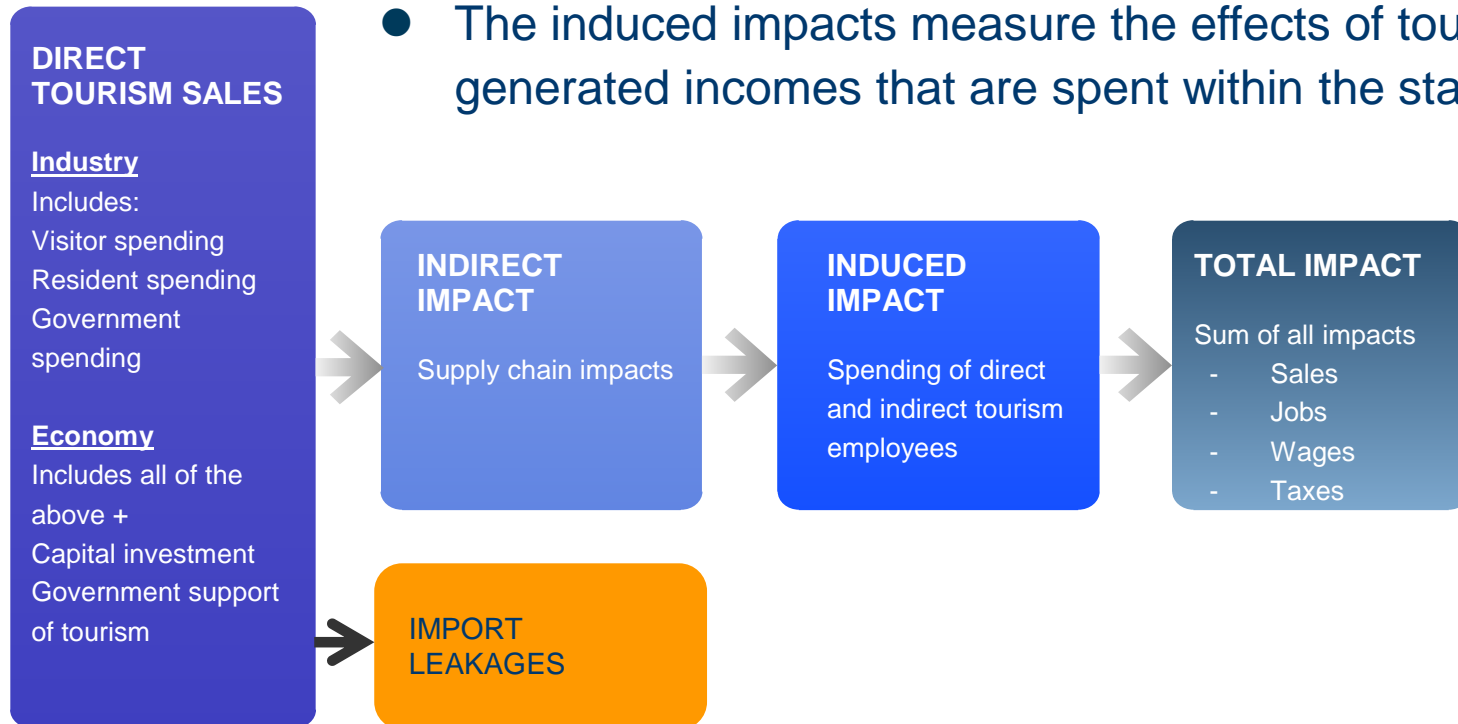 ● The induced impacts measure the effects of tou
generated incomes that are spent within the sta
DIRECT
TOURISM SALES
Industry
Includes:
Visitor spending
Resident spending
Government
spending
Economy
Includes all of the
above +
Capital investment
Government support
of tourism
INDIRECT
IMPACT
Supply chain impacts
INDUCED
IMPACT
Spending of direct
and indirect tourism
employees
TOTAL IMPACT
Sum of all impacts
- Sales
- Jobs
- Wages
- Taxes
IMPORT
LEAKAGES